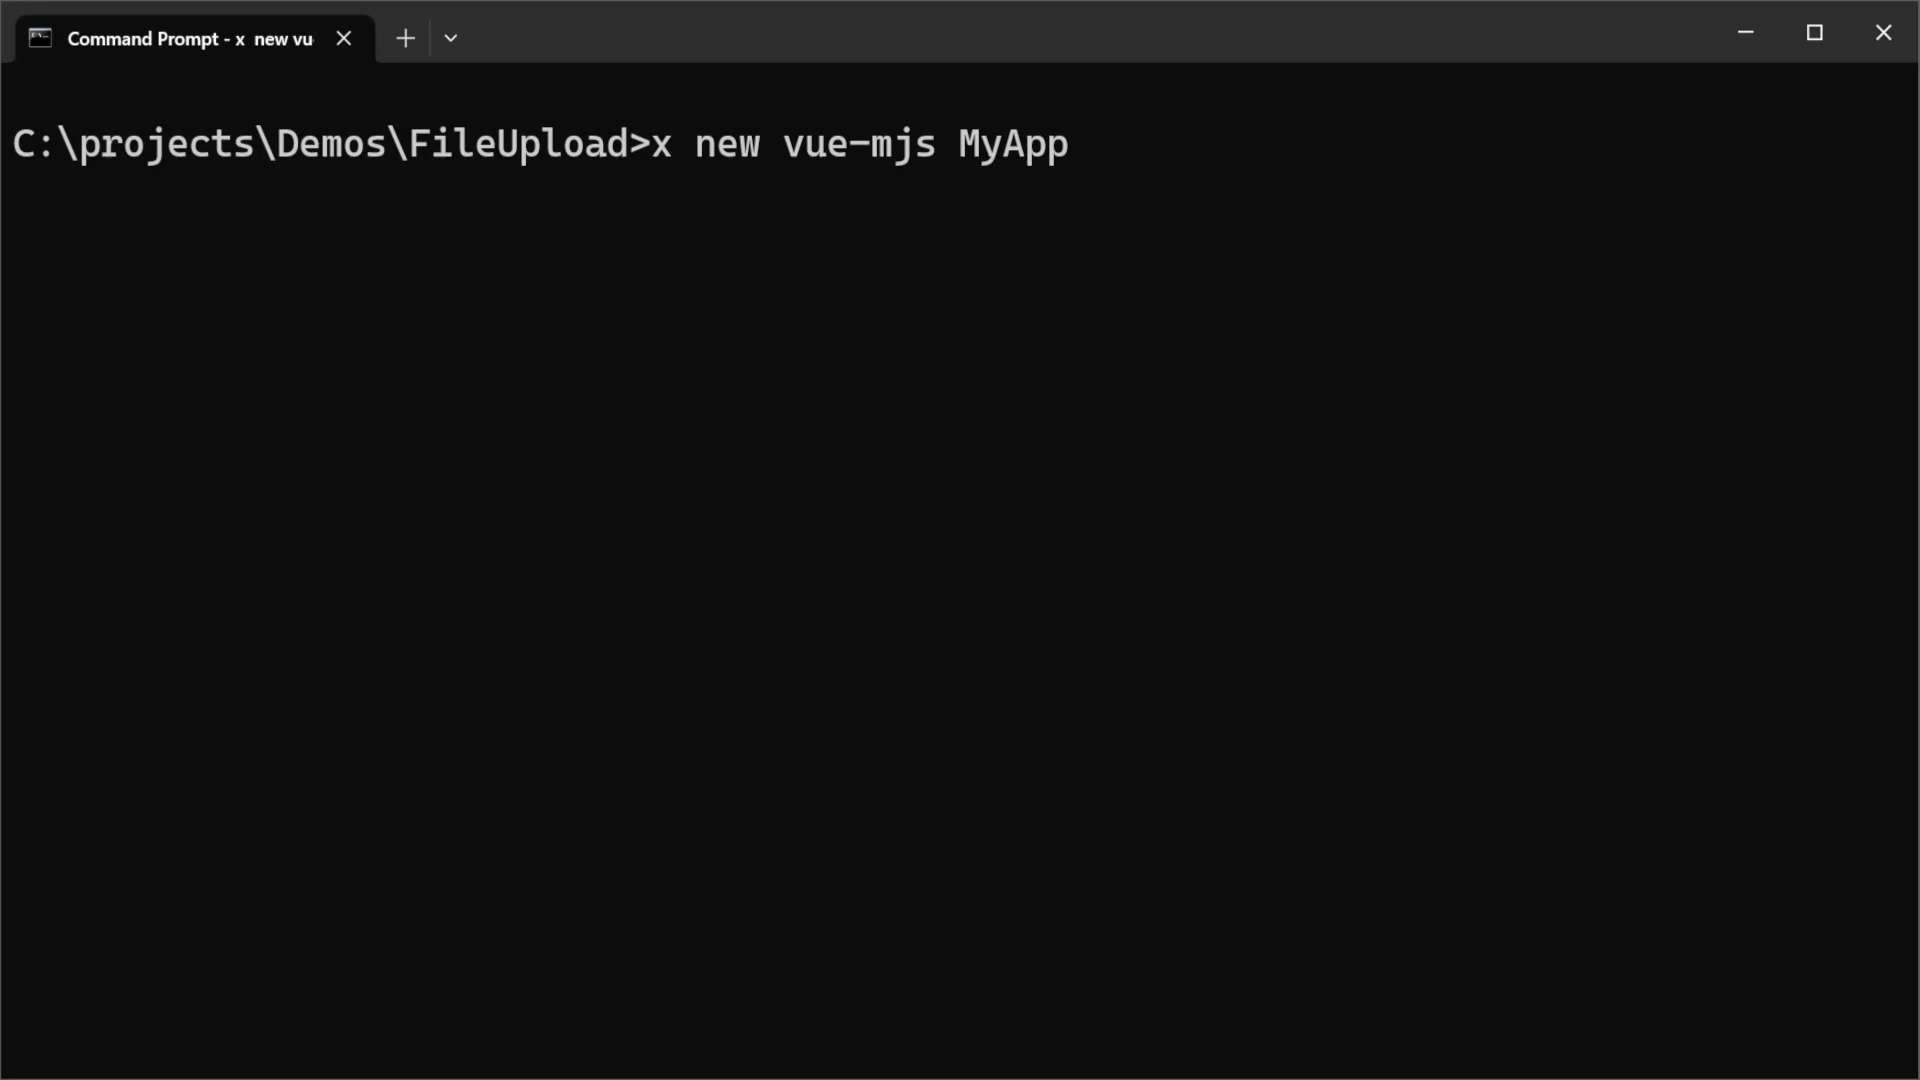 Command Prompt - x  new vu
C:\projects\Demos\FileUpload>x new vue-mjs MyApp